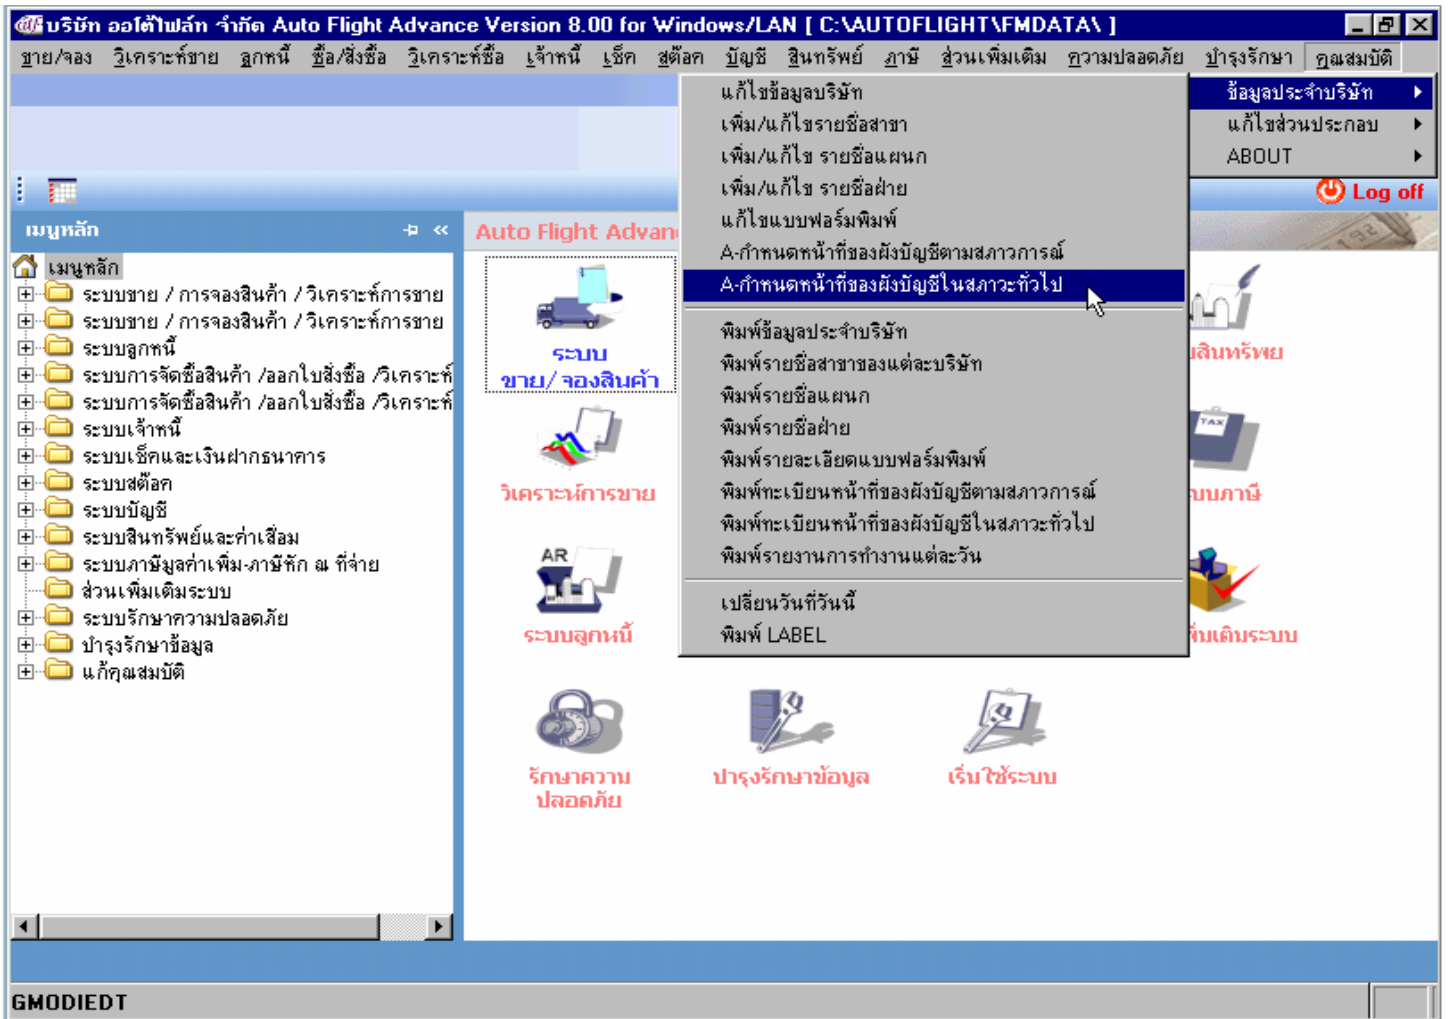 บริษัท ออโต้ไฟล์ท จำกัด Auto Flight Advance Version 8.00 for Windows/LAN [ C:\AUTOFLIGHT\FMDATA\ ]
ขาย/จอง วิเคราะห์ขาย ลูกหนี้ ซื้อ/สั่งซื้อ วิเคราะห์ซื้อ เจ้าหนี้ เช็ค สต๊อค บัญชี สินทรัพย์ ภาษี ส่วนเพิ่มเติม ความปลอดภัย บำรุงรักษา คุณสมบัติ
ข้อมูลประจำบริษัท
แก้ไขส่วนประกอบ
ABOUT
แก้ไขข้อมูลบริษัท
เพิ่ม/แก้ไขรายชื่อสาขา
เพิ่ม/แก้ไข รายชื่อแผนก
เพิ่ม/แก้ไข รายชื่อฝ่าย
แก้ไขแบบฟอร์มพิมพ์
A-กำหนดหน้าที่ของผังบัญชีตามสภาวการณ์
A-กำหนดหน้าที่ของผังบัญชีในสภาวะทั่วไป
พิมพ์ข้อมูลประจำบริษัท
พิมพ์รายชื่อสาขาของแต่ละบริษัท
พิมพ์รายชื่อแผนก
พิมพ์รายชื่อฝ่าย
พิมพ์รายละเอียดแบบฟอร์มพิมพ์
พิมพ์ทะเบียนหน้าที่ของผังบัญชีตามสภาวการณ์
พิมพ์ทะเบียนหน้าที่ของผังบัญชีในสภาวะทั่วไป
พิมพ์รายงานการทำงานแต่ละวัน
เปลี่ยนวันที่วันนี้
พิมพ์ LABEL
Log off
เมนูหลัก
เมนูหลัก
ระบบขาย / การจองสินค้า / วิเคราะห์การขาย
ระบบขาย / การจองสินค้า / วิเคราะห์การขาย
ระบบลูกหนี้
ระบบการจัดซื้อสินค้า /ออกใบสั่งซื้อ /วิเคราะห์
ระบบการจัดซื้อสินค้า /ออกใบสั่งซื้อ /วิเคราะห์
ระบบเจ้าหนี้
ระบบเช็คและเงินฝากธนาคาร
ระบบสต๊อค
ระบบบัญชี
ระบบสินทรัพย์และค่าเสื่อม
ระบบภาษีมูลค่าเพิ่ม-ภาษีหัก ณ ที่จ่าย
ส่วนเพิ่มเติมระบบ
ระบบรักษาความปลอดภัย
บำรุงรักษาข้อมูล
แก้คุณสมบัติ
Auto Flight Advan
ระบบ
ขาย/ จองสินค้า
สินทรัพย
วิเคราะห์การขาย
TAX
บบภาษี
AR
ระบบลูกหนี้
พิ่มเติมระบบ
รักษาความ
ปลอดภัย
บำรุงรักษาข้อมูล
เริ่มใช้ระบบ
GMODIEDT